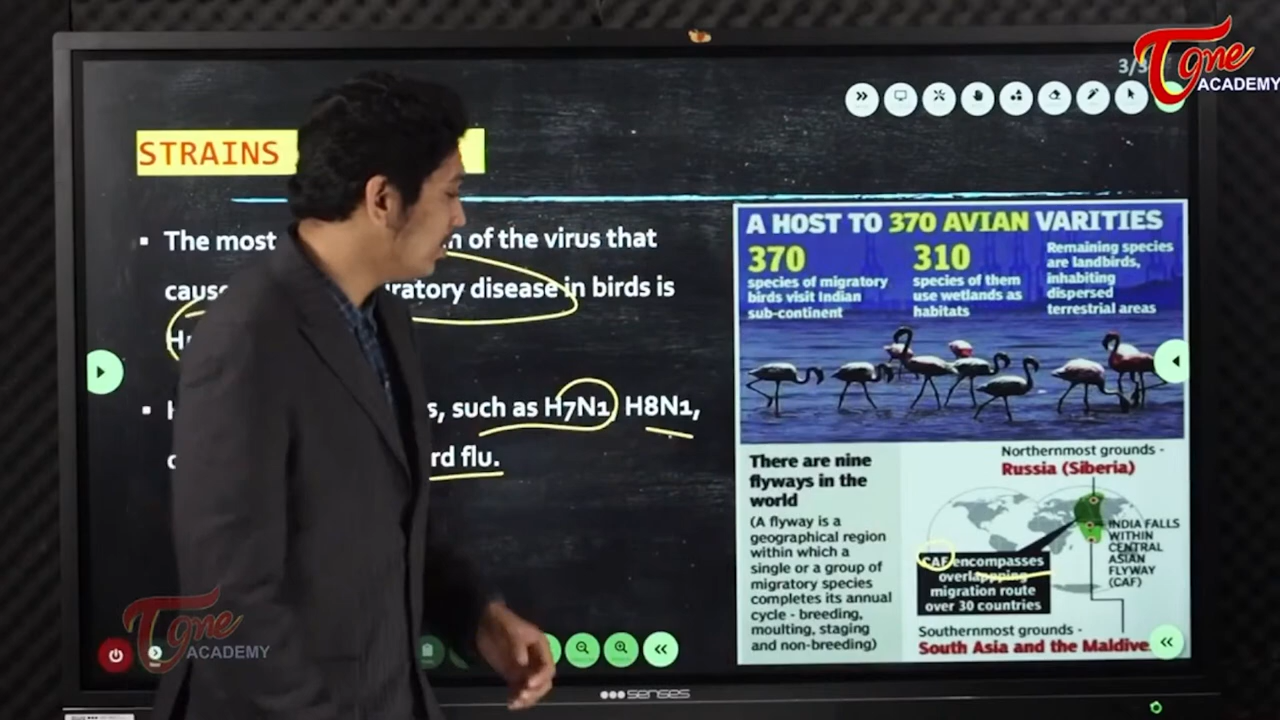 3/3
Tone
ACADEMY
STRAINS
The most
of the virus that
disease in birds is
such as H7N1, H8N1,
flu.
A HOST TO 370 AVIAN VARITIES
370
species of migratory
birds visit Indian
sub-continent
310
species of them
use wetlands as
habitats
Remaining species
are landbirds,
inhabiting
dispersed
terrestrial areas
There are nine
flyways in the
world
(A flyway is a
geographical region
within which a
single or a group of
migratory species
completes its annual
cycle - breeding,
moulting, staging
and non-breeding)
Northernmost grounds -
Russia (Siberia)
INDIA FALLS
WITHIN
CENTRAL
ASIAN
FLYWAY
(CAF)
CAF encompasses
overlappping
migration route
over 30 countries
Southernmost grounds -
South Asia and the Maldive
Tone
ACADEMY
senses